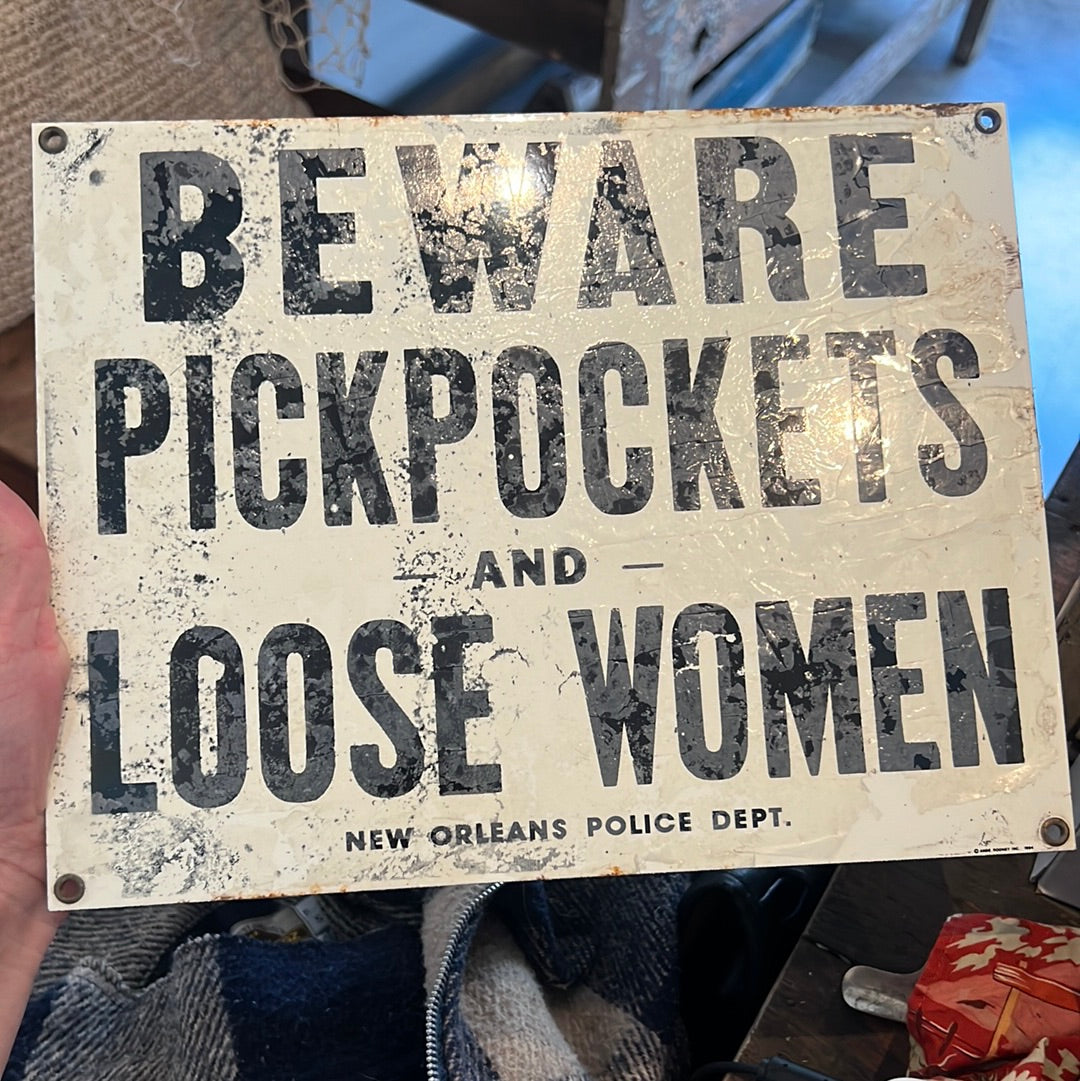 BEWARE
PICKPOCKETS
— AND —
LOOSE WOMEN
NEW ORLEANS POLICE DEPT.